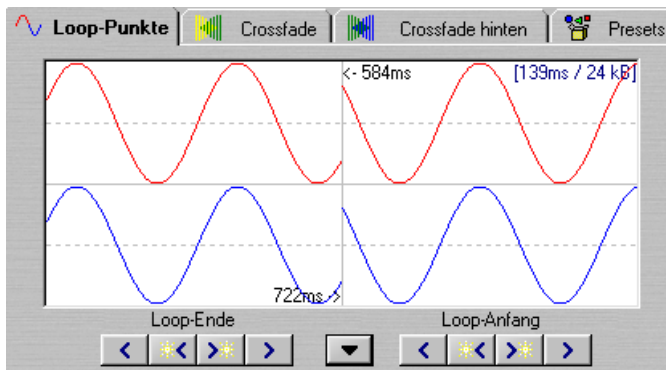 Loop-Punkte Crossfade Crossfade hinten Presets
<- 584ms [139ms / 24 kB]
722ms ->
Loop-Ende Loop-Anfang